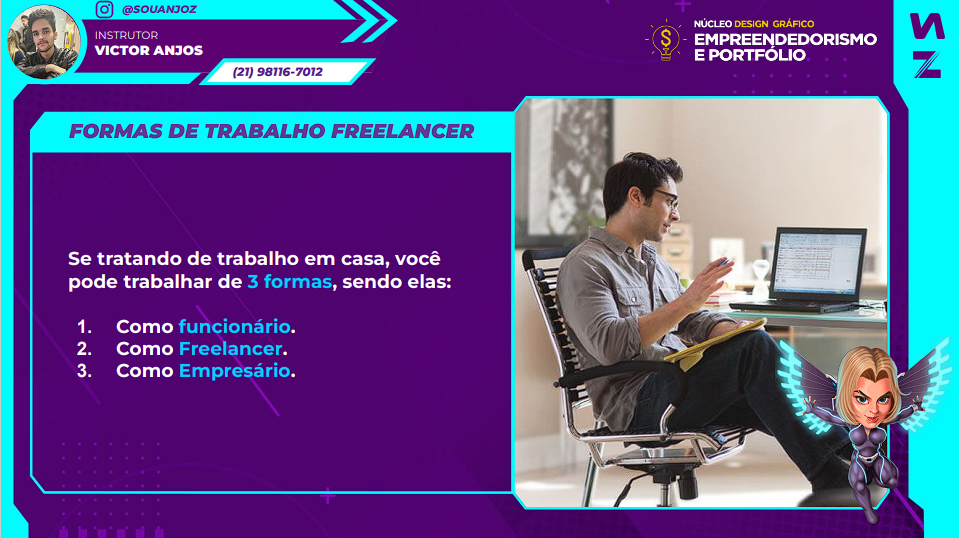 @SOUANJOZ
INSTRUTOR
VICTOR ANJOS
(21) 98116-7012
NÚCLEO DESIGN GRÁFICO
EMPREENDEDORISMO
E PORTFÓLIO
FORMAS DE TRABALHO FREELANCER
Se tratando de trabalho em casa, você
pode trabalhar de 3 formas, sendo elas:
1. Como funcionário.
2. Como Freelancer.
3. Como Empresário.